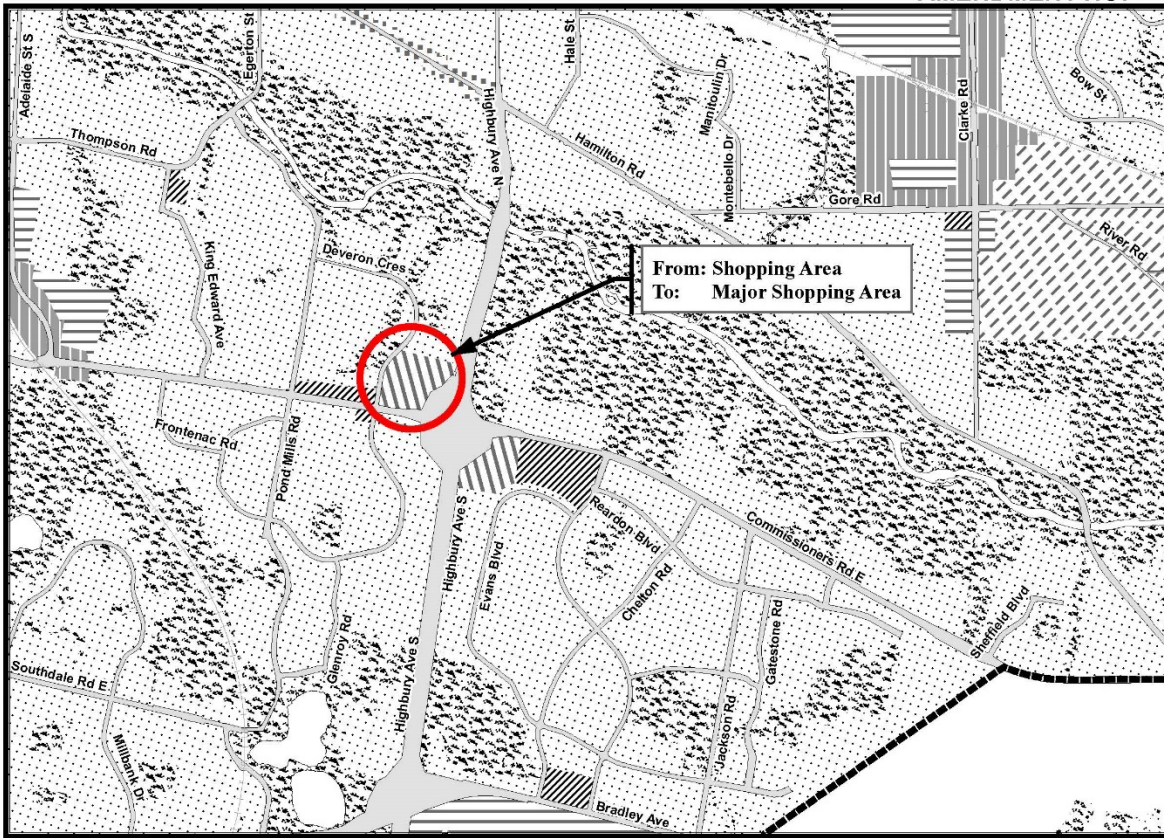 Adelaide St S
Egerton St
Highbury Ave N
Hale St
Manitoulin Dr
Clarke Rd
Bow St
Thompson Rd
Hamilton Rd
Montebello Dr
Gore Rd
River Rd
King Edward Ave
Deveron Cres
From: Shopping Area
To: Major Shopping Area
Frontenac Rd
Pond Mills Rd
Highbury Ave S
Evans Blvd
Reardon Blvd
Commissioners Rd E
Chelton Rd
Sheffield Blvd
Glenroy Rd
Gatestone Rd
Southdale Rd E
Highbury Ave S
Jackson Rd
Millbank Dr
Bradley Ave